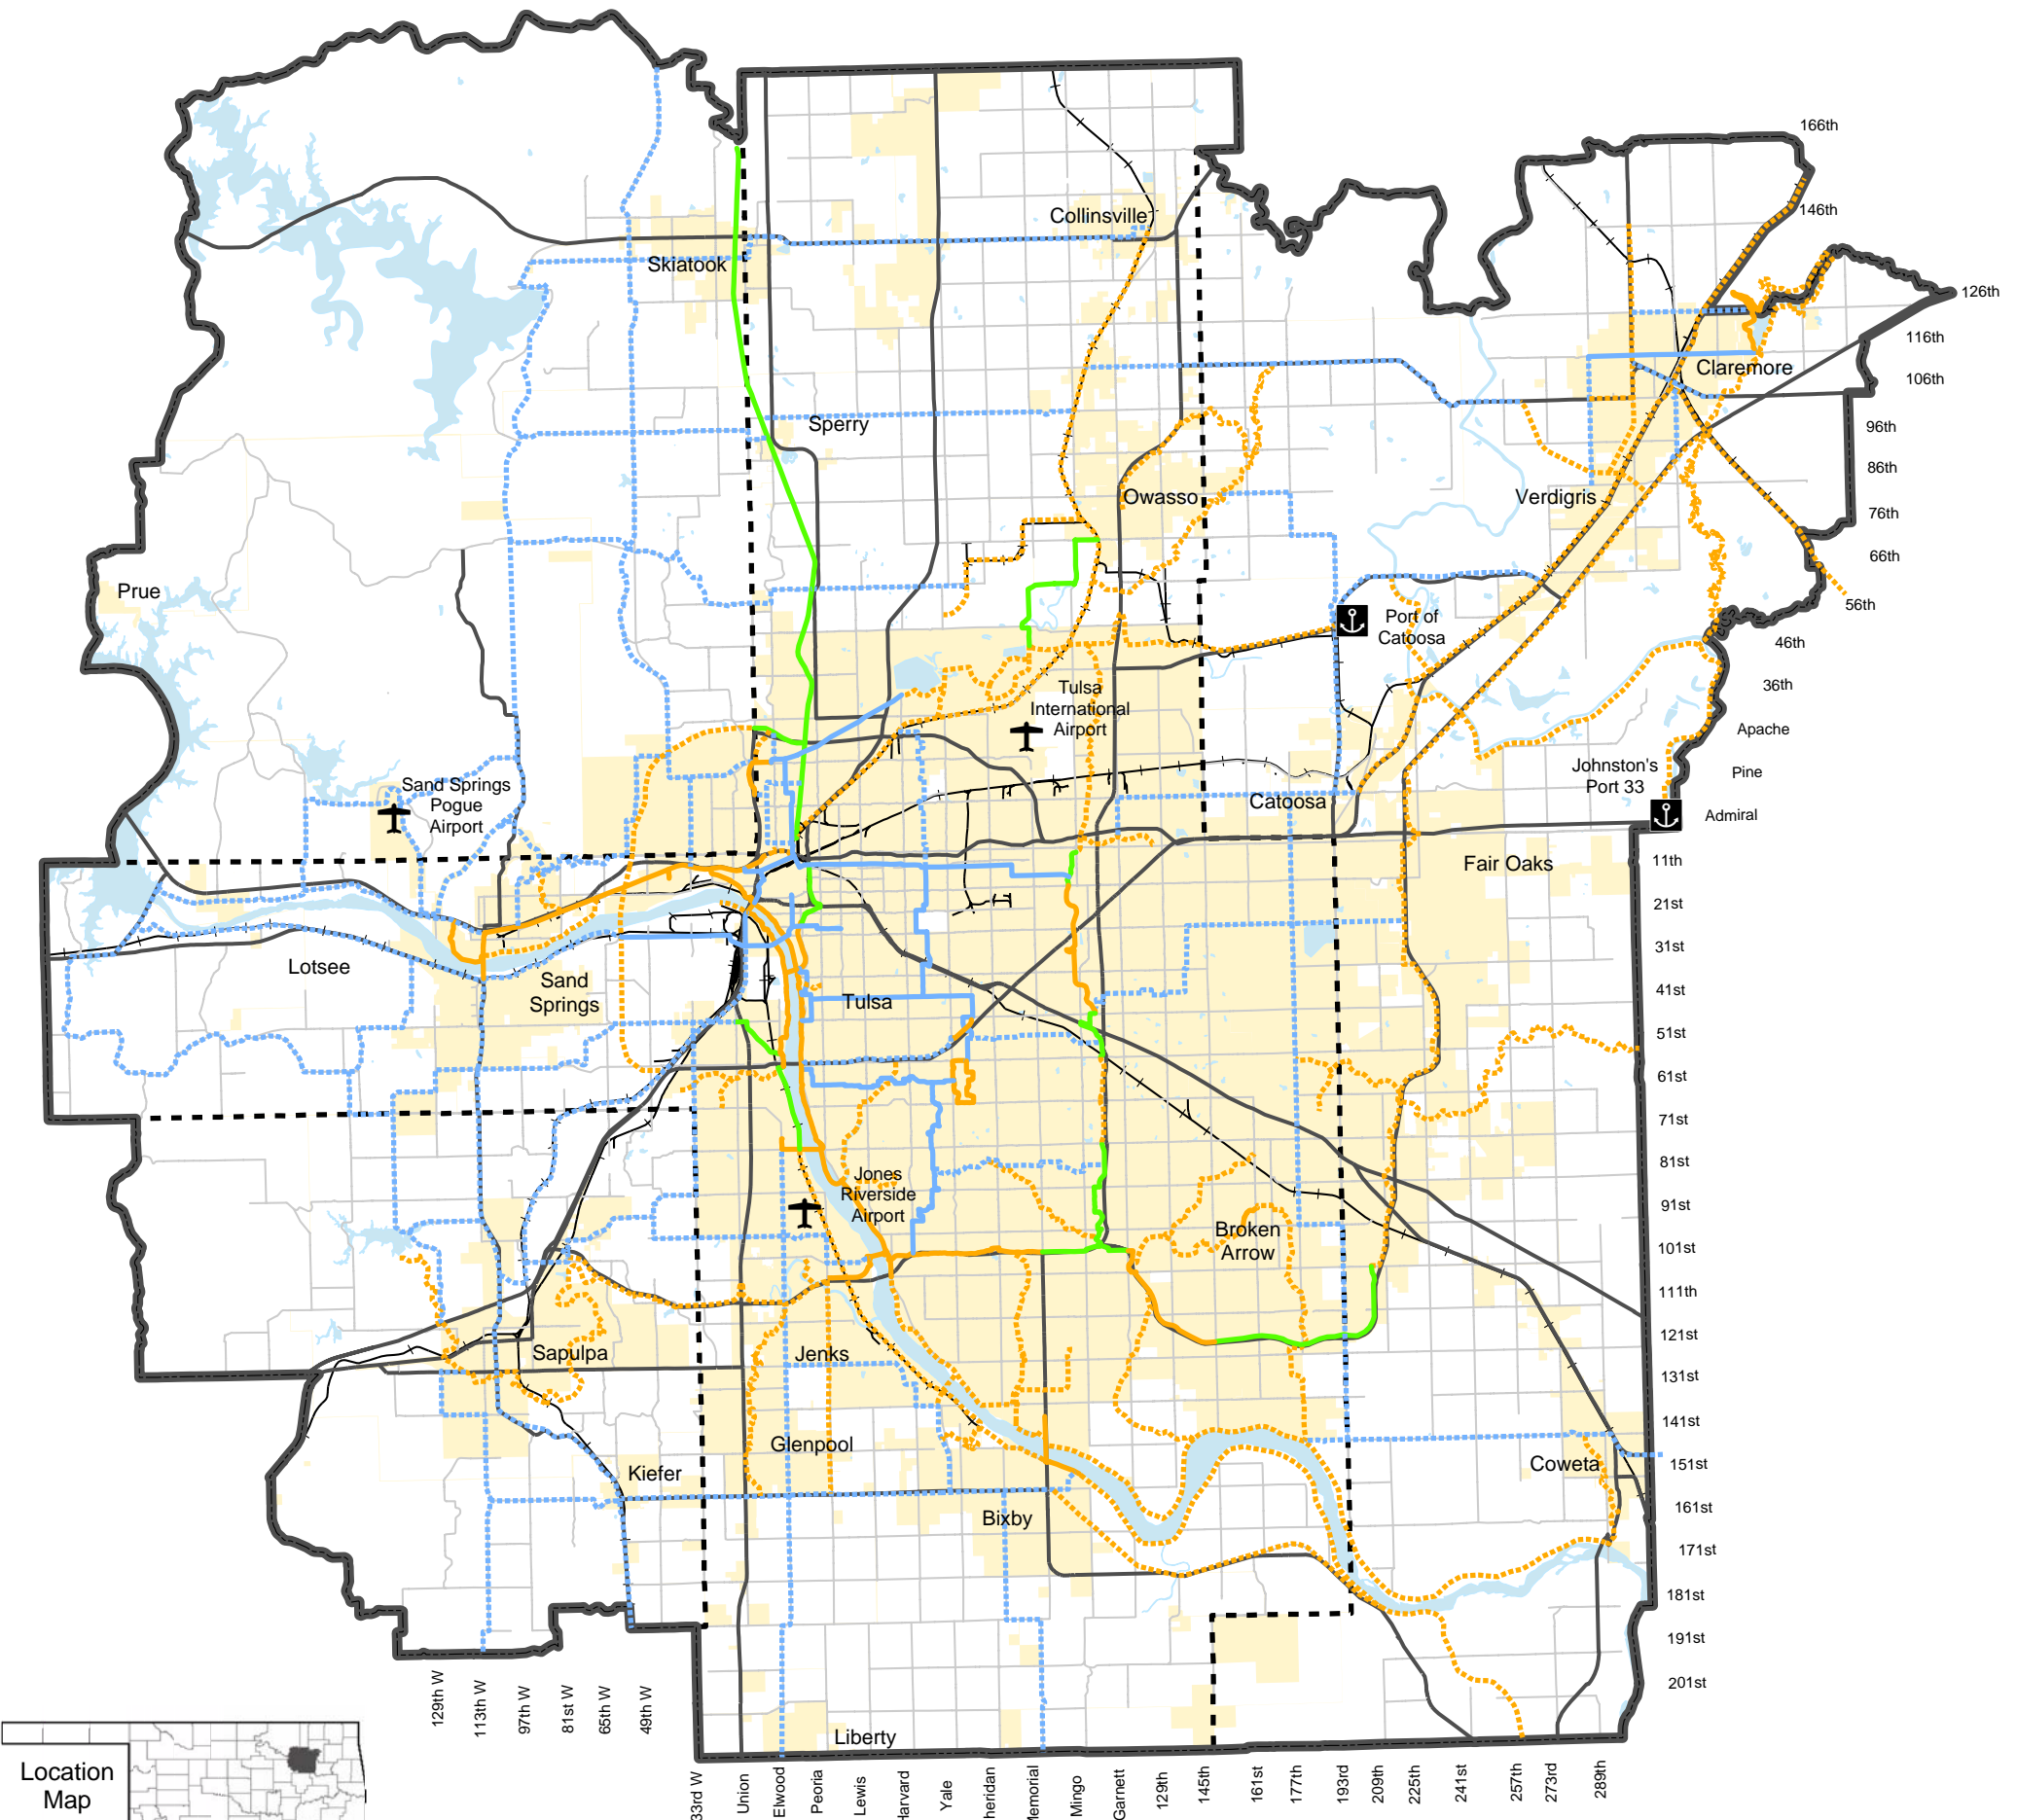 166th
146th
Collinsville
Skiatook
126th
116th
Claremore
106th
Sperry
96th
86th
Owasso
Verdigris
76th
66th
Prue
56th
Port of
Catoosa
46th
36th
Tulsa
International
Airport
Apache
Johnston's
Port 33
Pine
Sand Springs
Pogue
Airport
Catoosa
Admiral
Fair Oaks
11th
21st
31st
Lotsee
Sand
Springs
Tulsa
41st
51st
61st
71st
81st
Jones
Riverside
Airport
91st
Broken
Arrow
101st
111th
121st
Sapulpa
Jenks
131st
141st
Glenpool
Kiefer
Coweta
151st
161st
Bixby
171st
181st
191st
201st
129th W
113th W
97th W
81st W
65th W
49th W
Liberty
Location
Map
33rd W
Union
Elwood
Peoria
Lewis
Harvard
Yale
heridan
Memorial
Mingo
Garnett
129th
145th
161st
177th
193rd
209th
225th
241st
257th
273rd
289th